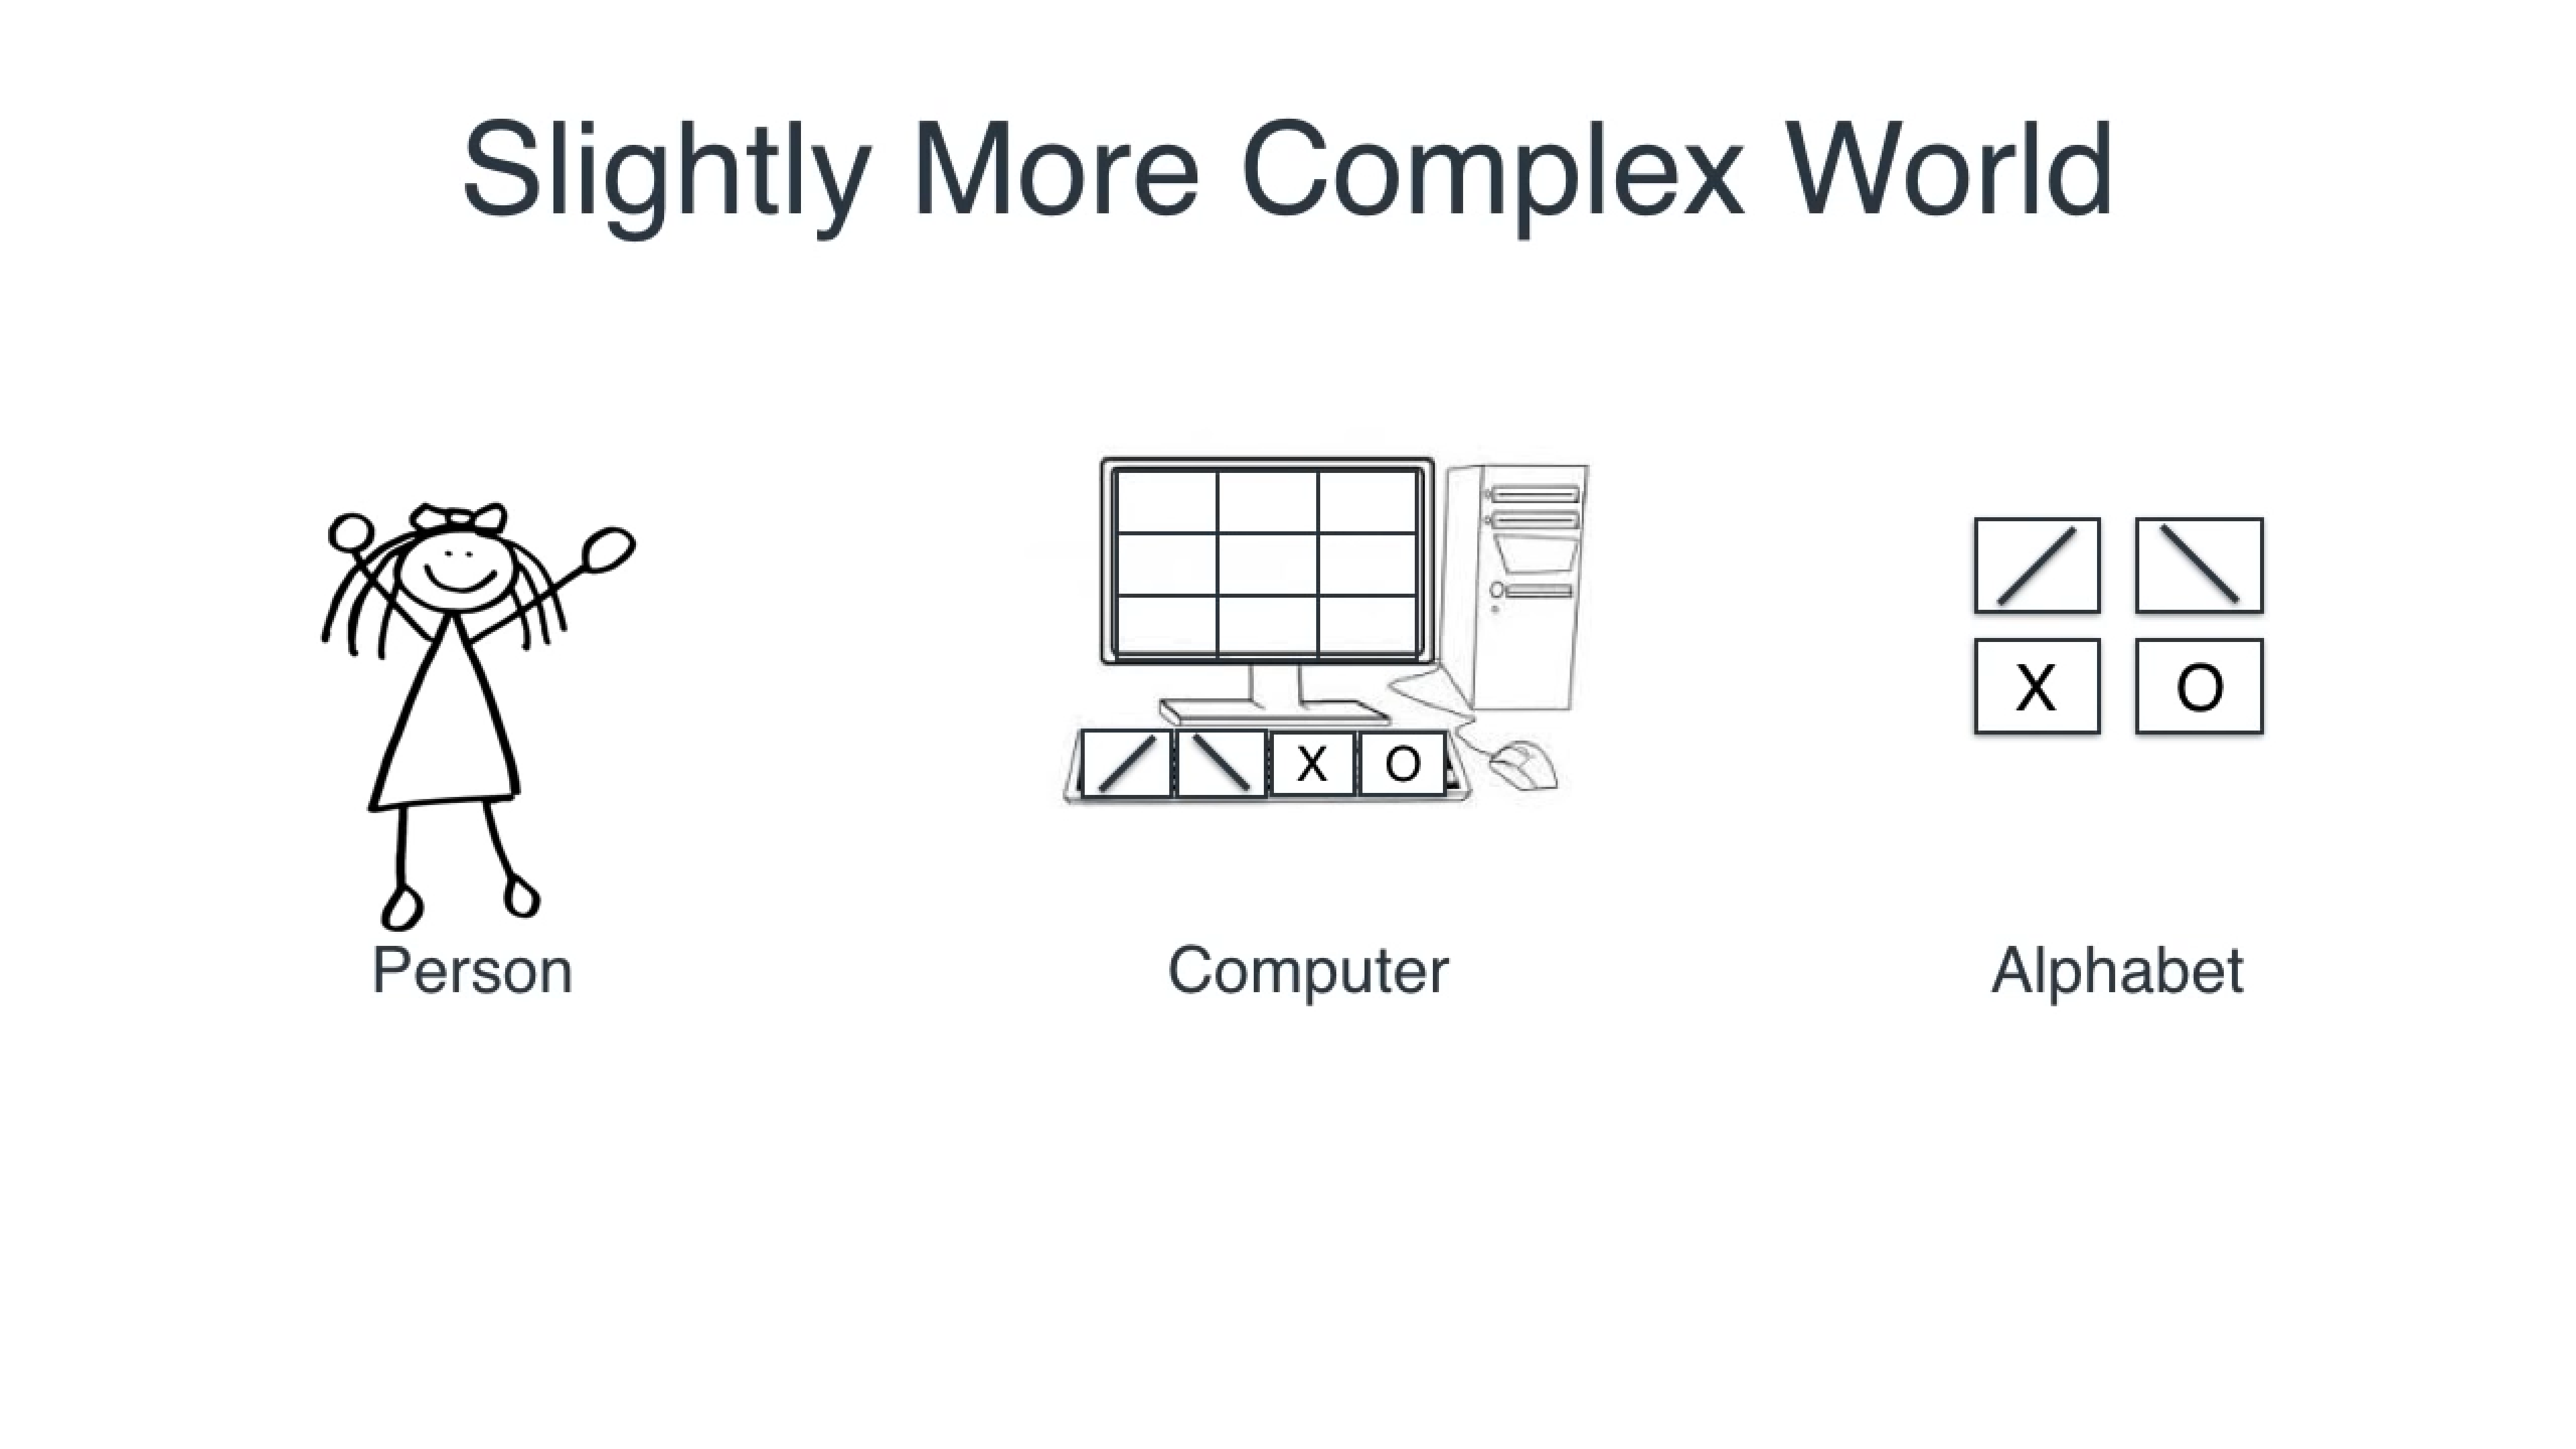 Slightly More Complex World
/ \
X O
/ \ X O
Person
Computer
Alphabet